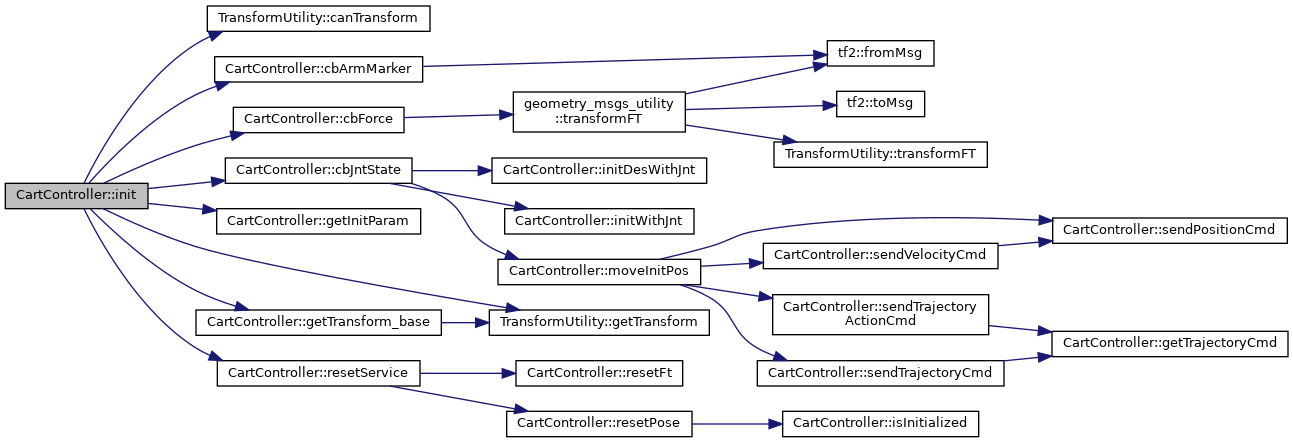 TransformUtility::canTransform
tf2::fromMsg
CartController::cbArmMarker
geometry_msgs_utility
::transformFT
tf2::toMsg
CartController::cbForce
TransformUtility::transformFT
CartController::cbJntState
CartController::initDesWithJnt
CartController::init
CartController::getInitParam
CartController::initWithJnt
CartController::sendPositionCmd
CartController::sendVelocityCmd
CartController::moveInitPos
CartController::sendTrajectory
ActionCmd
CartController::getTransform_base
TransformUtility::getTransform
CartController::getTrajectoryCmd
CartController::resetService
CartController::resetFt
CartController::sendTrajectoryCmd
CartController::resetPose
CartController::isInitialized